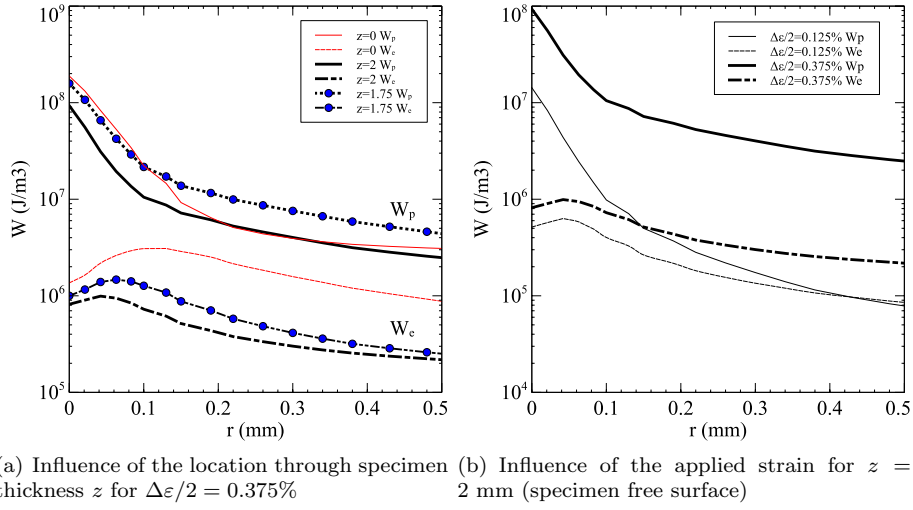 10⁹
10⁸
10⁷
10⁶
10⁵
W (J/m3)
z=0 Wₚ
z=0 Wₑ
z=2 Wₚ
z=2 Wₑ
z=1.75 Wₚ
z=1.75 Wₑ
Wₚ
Wₑ
0 0.1 0.2 0.3 0.4 0.5
r (mm)
10⁸
10⁷
10⁶
10⁵
10⁴
W (J/m3)
Δε/2=0.125% Wp
Δε/2=0.125% We
Δε/2=0.375% Wp
Δε/2=0.375% We
0 0.1 0.2 0.3 0.4 0.5
r (mm)
(a) Influence of the location through specimen
thickness z for Δε/2 = 0.375%
(b) Influence of the applied strain for z =
2 mm (specimen free surface)